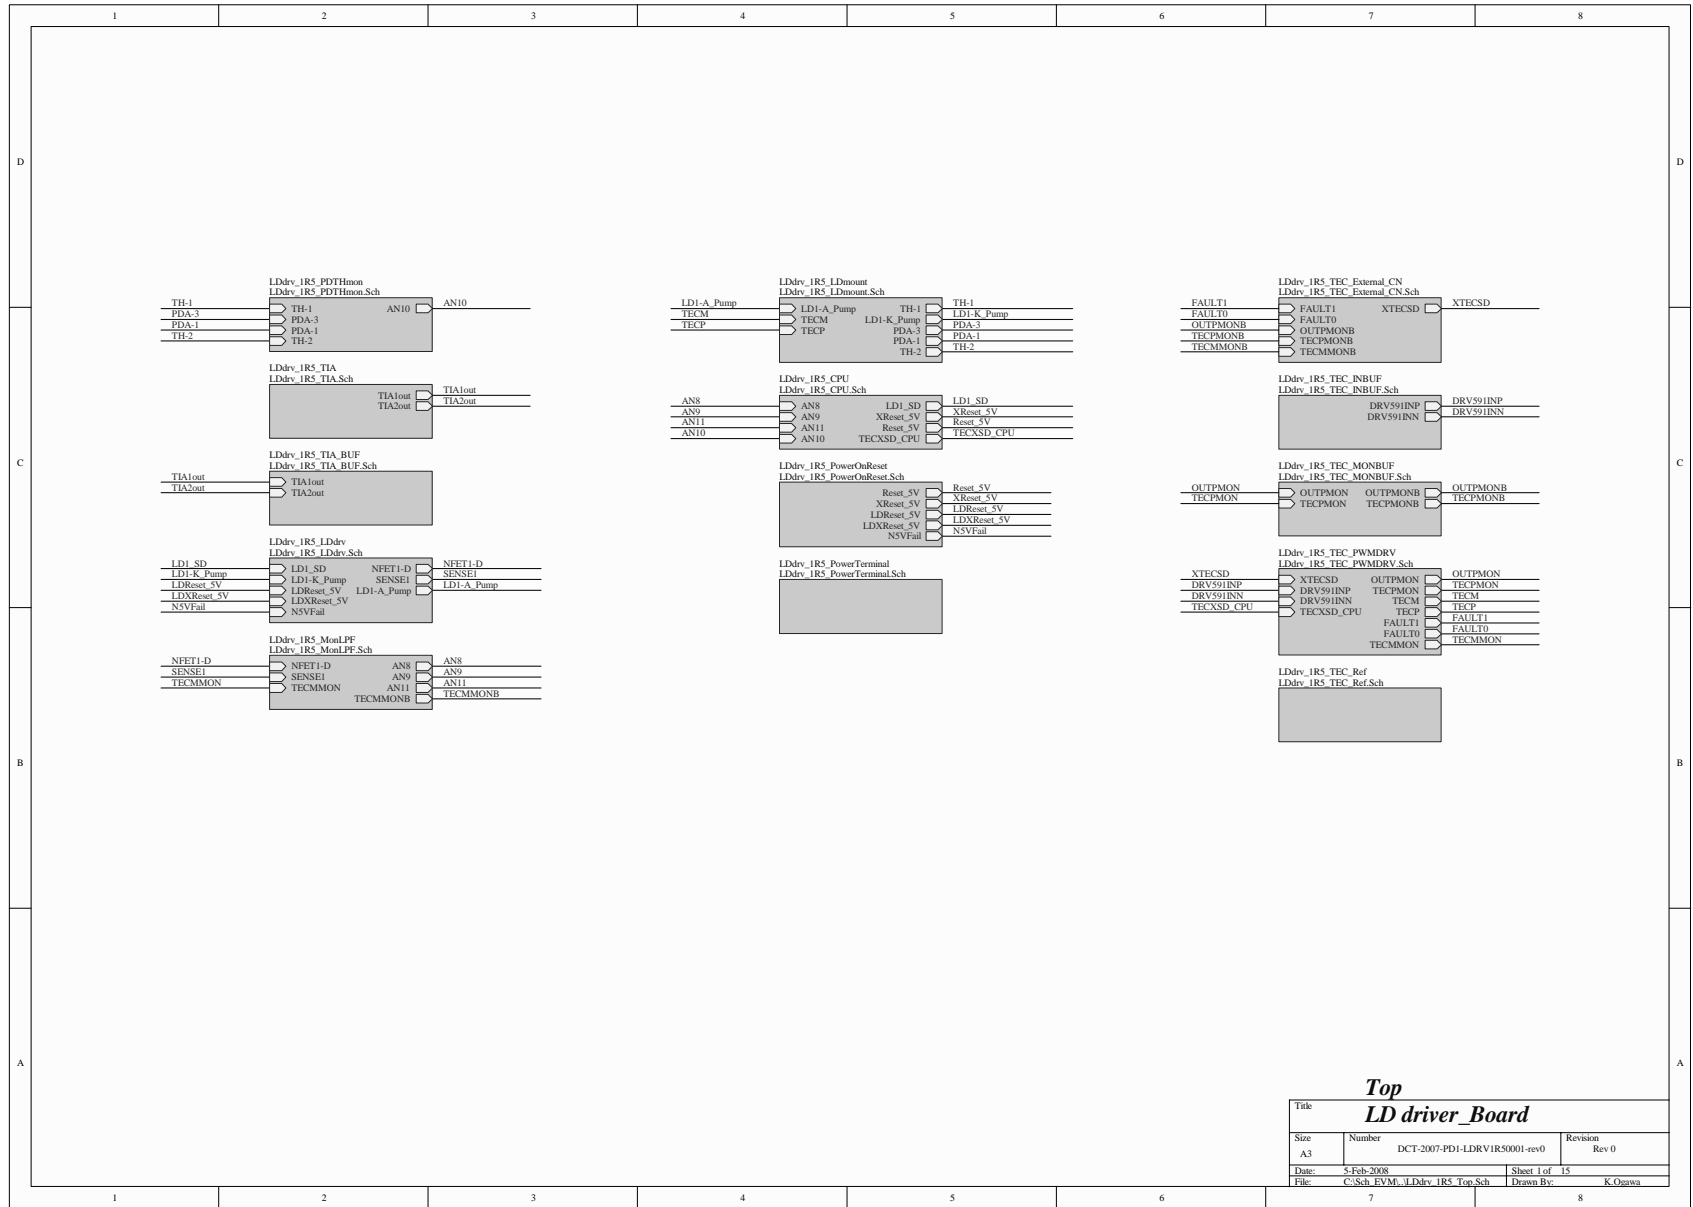 1 2 3 4 5 6 7 8
D D
C C
B B
A A
LDdrv_1R5_PDTHmon
LDdrv_1R5_PDTHmon.Sch
TH-1 TH-1 AN10 AN10
PDA-3 PDA-3
PDA-1 PDA-1
TH-2 TH-2
LDdrv_1R5_TIA
LDdrv_1R5_TIA.Sch
TIA1out TIA1out
TIA2out TIA2out
LDdrv_1R5_TIA_BUF
LDdrv_1R5_TIA_BUF.Sch
TIA1out TIA1out
TIA2out TIA2out
LDdrv_1R5_LDdrv
LDdrv_1R5_LDdrv.Sch
LD1_SD LD1_SD NFET1-D NFET1-D
LD1-K_Pump LD1-K_Pump SENSE1 SENSE1
LDReset_5V LDReset_5V LD1-A_Pump LD1-A_Pump
LDXReset_5V LDXReset_5V
N5VFail N5VFail
LDdrv_1R5_MonLPF
LDdrv_1R5_MonLPF.Sch
NFET1-D NFET1-D AN8 AN8
SENSE1 SENSE1 AN9 AN9
TECMMON TECMMON AN11 AN11
TECMMONB TECMMONB
LDdrv_1R5_LDmount
LDdrv_1R5_LDmount.Sch
LD1-A_Pump LD1-A_Pump TH-1 TH-1
TECM TECM LD1-K_Pump LD1-K_Pump
TECP TECP PDA-3 PDA-3
PDA-1 PDA-1
TH-2 TH-2
LDdrv_1R5_CPU
LDdrv_1R5_CPU.Sch
AN8 AN8 LD1_SD LD1_SD
AN9 AN9 XReset_5V XReset_5V
AN11 AN11 Reset_5V Reset_5V
AN10 AN10 TECXSD_CPU TECXSD_CPU
LDdrv_1R5_PowerOnReset
LDdrv_1R5_PowerOnReset.Sch
Reset_5V Reset_5V
XReset_5V XReset_5V
LDReset_5V LDReset_5V
LDXReset_5V LDXReset_5V
N5VFail N5VFail
LDdrv_1R5_PowerTerminal
LDdrv_1R5_PowerTerminal.Sch
LDdrv_1R5_TEC_External_CN
LDdrv_1R5_TEC_External_CN.Sch
FAULT1 FAULT1 XTECSD XTECSD
FAULT0 FAULT0
OUTPMONB OUTPMONB
TECPMONB TECPMONB
TECMMONB TECMMONB
LDdrv_1R5_TEC_INBUF
LDdrv_1R5_TEC_INBUF.Sch
DRV591INP DRV591INP
DRV591INN DRV591INN
LDdrv_1R5_TEC_MONBUF
LDdrv_1R5_TEC_MONBUF.Sch
OUTPMON OUTPMON OUTPMONB OUTPMONB
TECPMON TECPMON TECPMONB TECPMONB
LDdrv_1R5_TEC_PWMDRV
LDdrv_1R5_TEC_PWMDRV.Sch
XTECSD XTECSD OUTPMON OUTPMON
DRV591INP DRV591INP TECPMON TECPMON
DRV591INN DRV591INN TECM TECM
TECXSD_CPU TECXSD_CPU TECP TECP
FAULT1 FAULT1
FAULT0 FAULT0
TECMMON TECMMON
LDdrv_1R5_TEC_Ref
LDdrv_1R5_TEC_Ref.Sch
Top
Title LD driver_Board
Size Number Revision
A3 DCT-2007-PD1-LDRV1R50001-rev0 Rev 0
Date: 5-Feb-2008 Sheet 1 of 15
File: C:\Sch_EVM\..\LDdrv_1R5_Top.Sch Drawn By: K.Ogawa
1 2 3 4 5 6 7 8